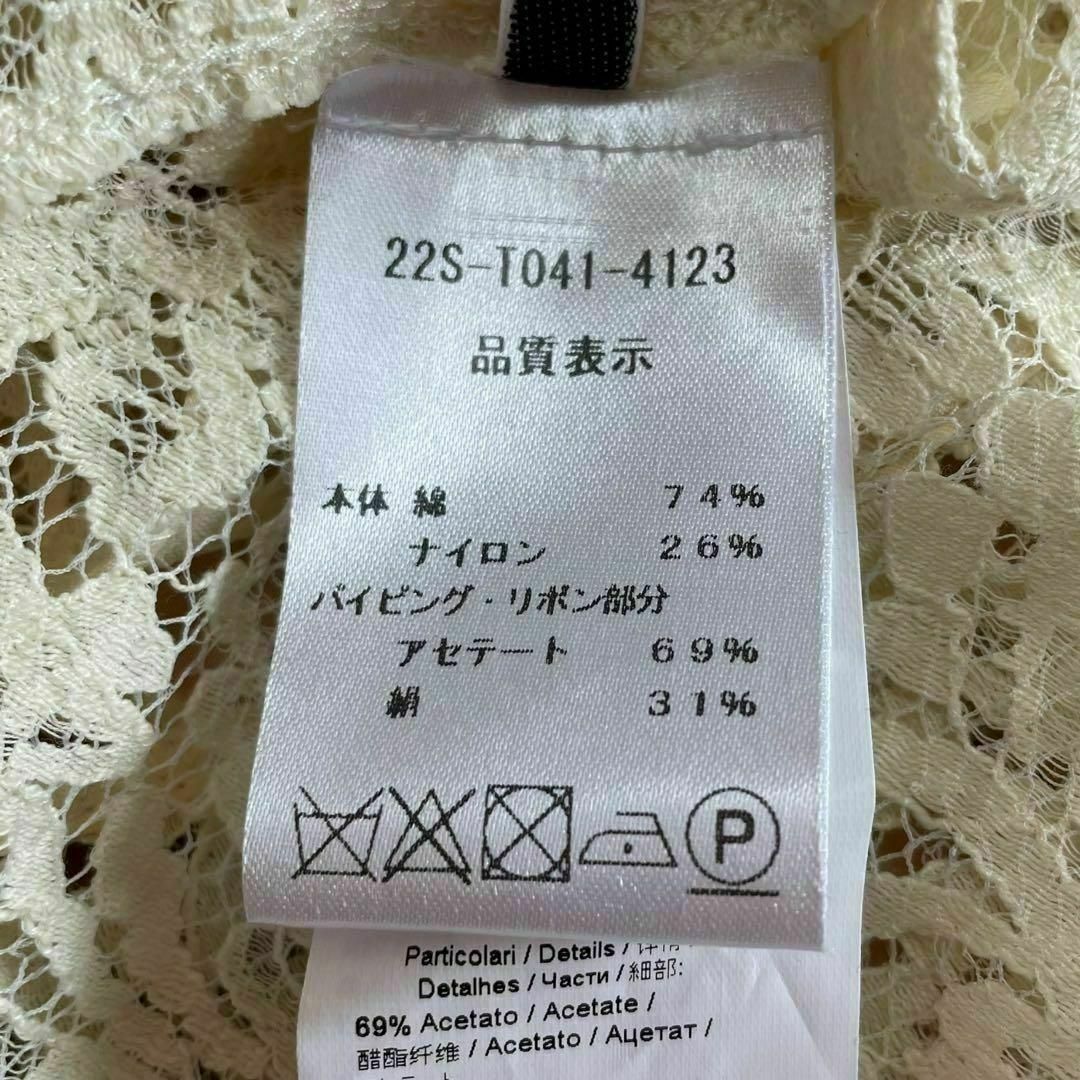 22S-T041-4123
品質表示
本体 綿 74%
ナイロン 26%
パイピング・リボン部分
アセテート 69%
絹 31%
P
Particolari / Details /
Detalhes / Части / 細部:
69% Acetato / Acetate /
醋酯纤维 / Acetato / Ацетат /